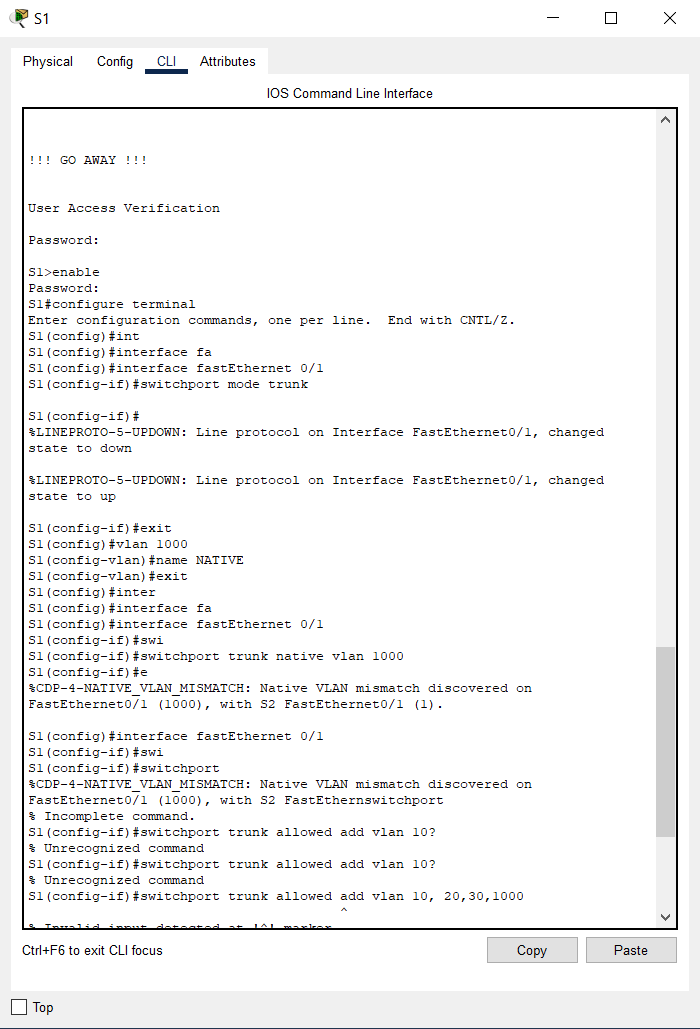 S1
Physical Config CLI Attributes
IOS Command Line Interface
!!! GO AWAY !!!
User Access Verification
Password:
S1>enable
Password:
S1#configure terminal
Enter configuration commands, one per line.  End with CNTL/Z.
S1(config)#int
S1(config)#interface fa
S1(config)#interface fastEthernet 0/1
S1(config-if)#switchport mode trunk
S1(config-if)#
%LINEPROTO-5-UPDOWN: Line protocol on Interface FastEthernet0/1, changed
state to down
%LINEPROTO-5-UPDOWN: Line protocol on Interface FastEthernet0/1, changed
state to up
S1(config-if)#exit
S1(config)#vlan 1000
S1(config-vlan)#name NATIVE
S1(config-vlan)#exit
S1(config)#inter
S1(config)#interface fa
S1(config)#interface fastEthernet 0/1
S1(config-if)#swi
S1(config-if)#switchport trunk native vlan 1000
S1(config-if)#e
%CDP-4-NATIVE_VLAN_MISMATCH: Native VLAN mismatch discovered on
FastEthernet0/1 (1000), with S2 FastEthernet0/1 (1).
S1(config)#interface fastEthernet 0/1
S1(config-if)#swi
S1(config-if)#switchport
%CDP-4-NATIVE_VLAN_MISMATCH: Native VLAN mismatch discovered on
FastEthernet0/1 (1000), with S2 FastEthernswitchport
% Incomplete command.
S1(config-if)#switchport trunk allowed add vlan 10?
% Unrecognized command
S1(config-if)#switchport trunk allowed add vlan 10?
% Unrecognized command
S1(config-if)#switchport trunk allowed add vlan 10, 20,30,1000
^
% Invalid input detected at '^' marker.
Ctrl+F6 to exit CLI focus
Copy
Paste
Top